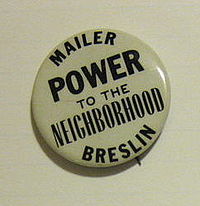 MAILER
POWER
TO THE
NEIGHBORHOOD
BRESLIN